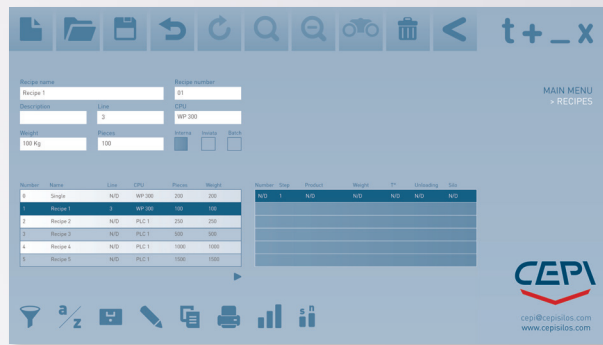 t + _ x
MAIN MENU
» RECIPES
Recipe name
Recipe number
Recipe 1
01
Description
Line
CPU
3
WP 300
Weight
Pieces
Interna
Isolate
Batch
100 Kg
100
Number Name Line CPU Pieces Weight
0 Single N/D WP 300 200 200
1 Recipe 1 3 WP 300 100 100
2 Recipe 2 N/D PLC 1 250 250
3 Recipe 3 N/D PLC 1 500 500
4 Recipe 4 N/D PLC 1 1000 1000
5 Recipe 5 N/D PLC 1 1500 1500
Number Step Product Weight T° Unloading Silo
N/D 1 N/D N/D N/D N/D N/D
CEPI
a/z
s n
cepi@cepisilos.com
www.cepisilos.com